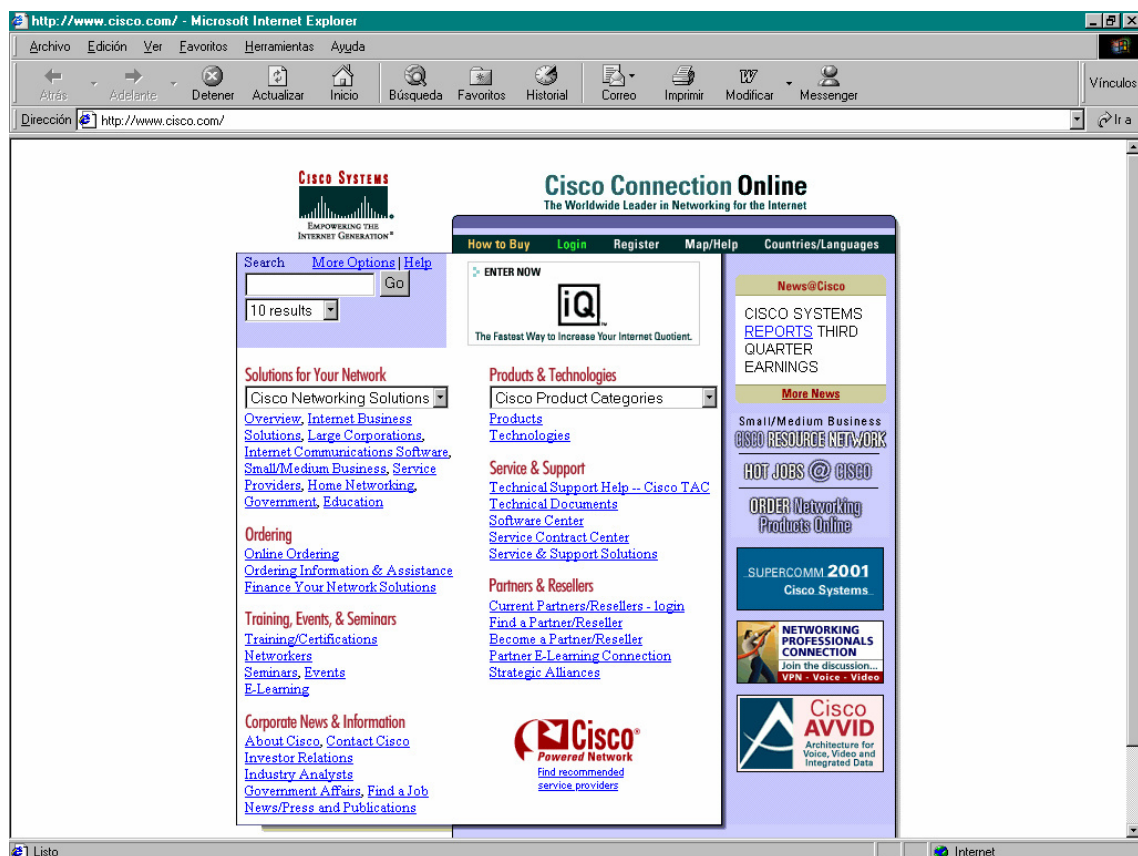 http://www.cisco.com/ - Microsoft Internet Explorer
Archivo Edición Ver Favoritos Herramientas Ayuda
Atrás Adelante Detener Actualizar Inicio Búsqueda Favoritos Historial Correo Imprimir Modificar Messenger Vínculos
Dirección http://www.cisco.com/ Ir a
CISCO SYSTEMS
EMPOWERING THE
INTERNET GENERATION®
Cisco Connection Online
The Worldwide Leader in Networking for the Internet
How to Buy Login Register Map/Help Countries/Languages
Search More Options | Help
Go
10 results
ENTER NOW
iQ™
The Fastest Way to Increase Your Internet Quotient.
News@Cisco
CISCO SYSTEMS
REPORTS THIRD
QUARTER
EARNINGS
More News
Solutions for Your Network
Cisco Networking Solutions
Overview, Internet Business
Solutions, Large Corporations,
Internet Communications Software,
Small/Medium Business, Service
Providers, Home Networking,
Government, Education
Ordering
Online Ordering
Ordering Information & Assistance
Finance Your Network Solutions
Training, Events, & Seminars
Training/Certifications
Networkers
Seminars, Events
E-Learning
Corporate News & Information
About Cisco, Contact Cisco
Investor Relations
Industry Analysts
Government Affairs, Find a Job
News/Press and Publications
Products & Technologies
Cisco Product Categories
Products
Technologies
Service & Support
Technical Support Help -- Cisco TAC
Technical Documents
Software Center
Service Contract Center
Service & Support Solutions
Partners & Resellers
Current Partners/Resellers - login
Find a Partner/Reseller
Become a Partner/Reseller
Partner E-Learning Connection
Strategic Alliances
Cisco®
Powered Network
Find recommended
service providers
Small/Medium Business
CISCO RESOURCE NETWORK
HOT JOBS @ CISCO
ORDER Networking
Products Online
SUPERCOMM 2001
Cisco Systems
NETWORKING
PROFESSIONALS
CONNECTION
Join the discussion...
VPN - Voice - Video
Cisco
AVVID
Architecture for
Voice, Video and
Integrated Data
Listo Internet